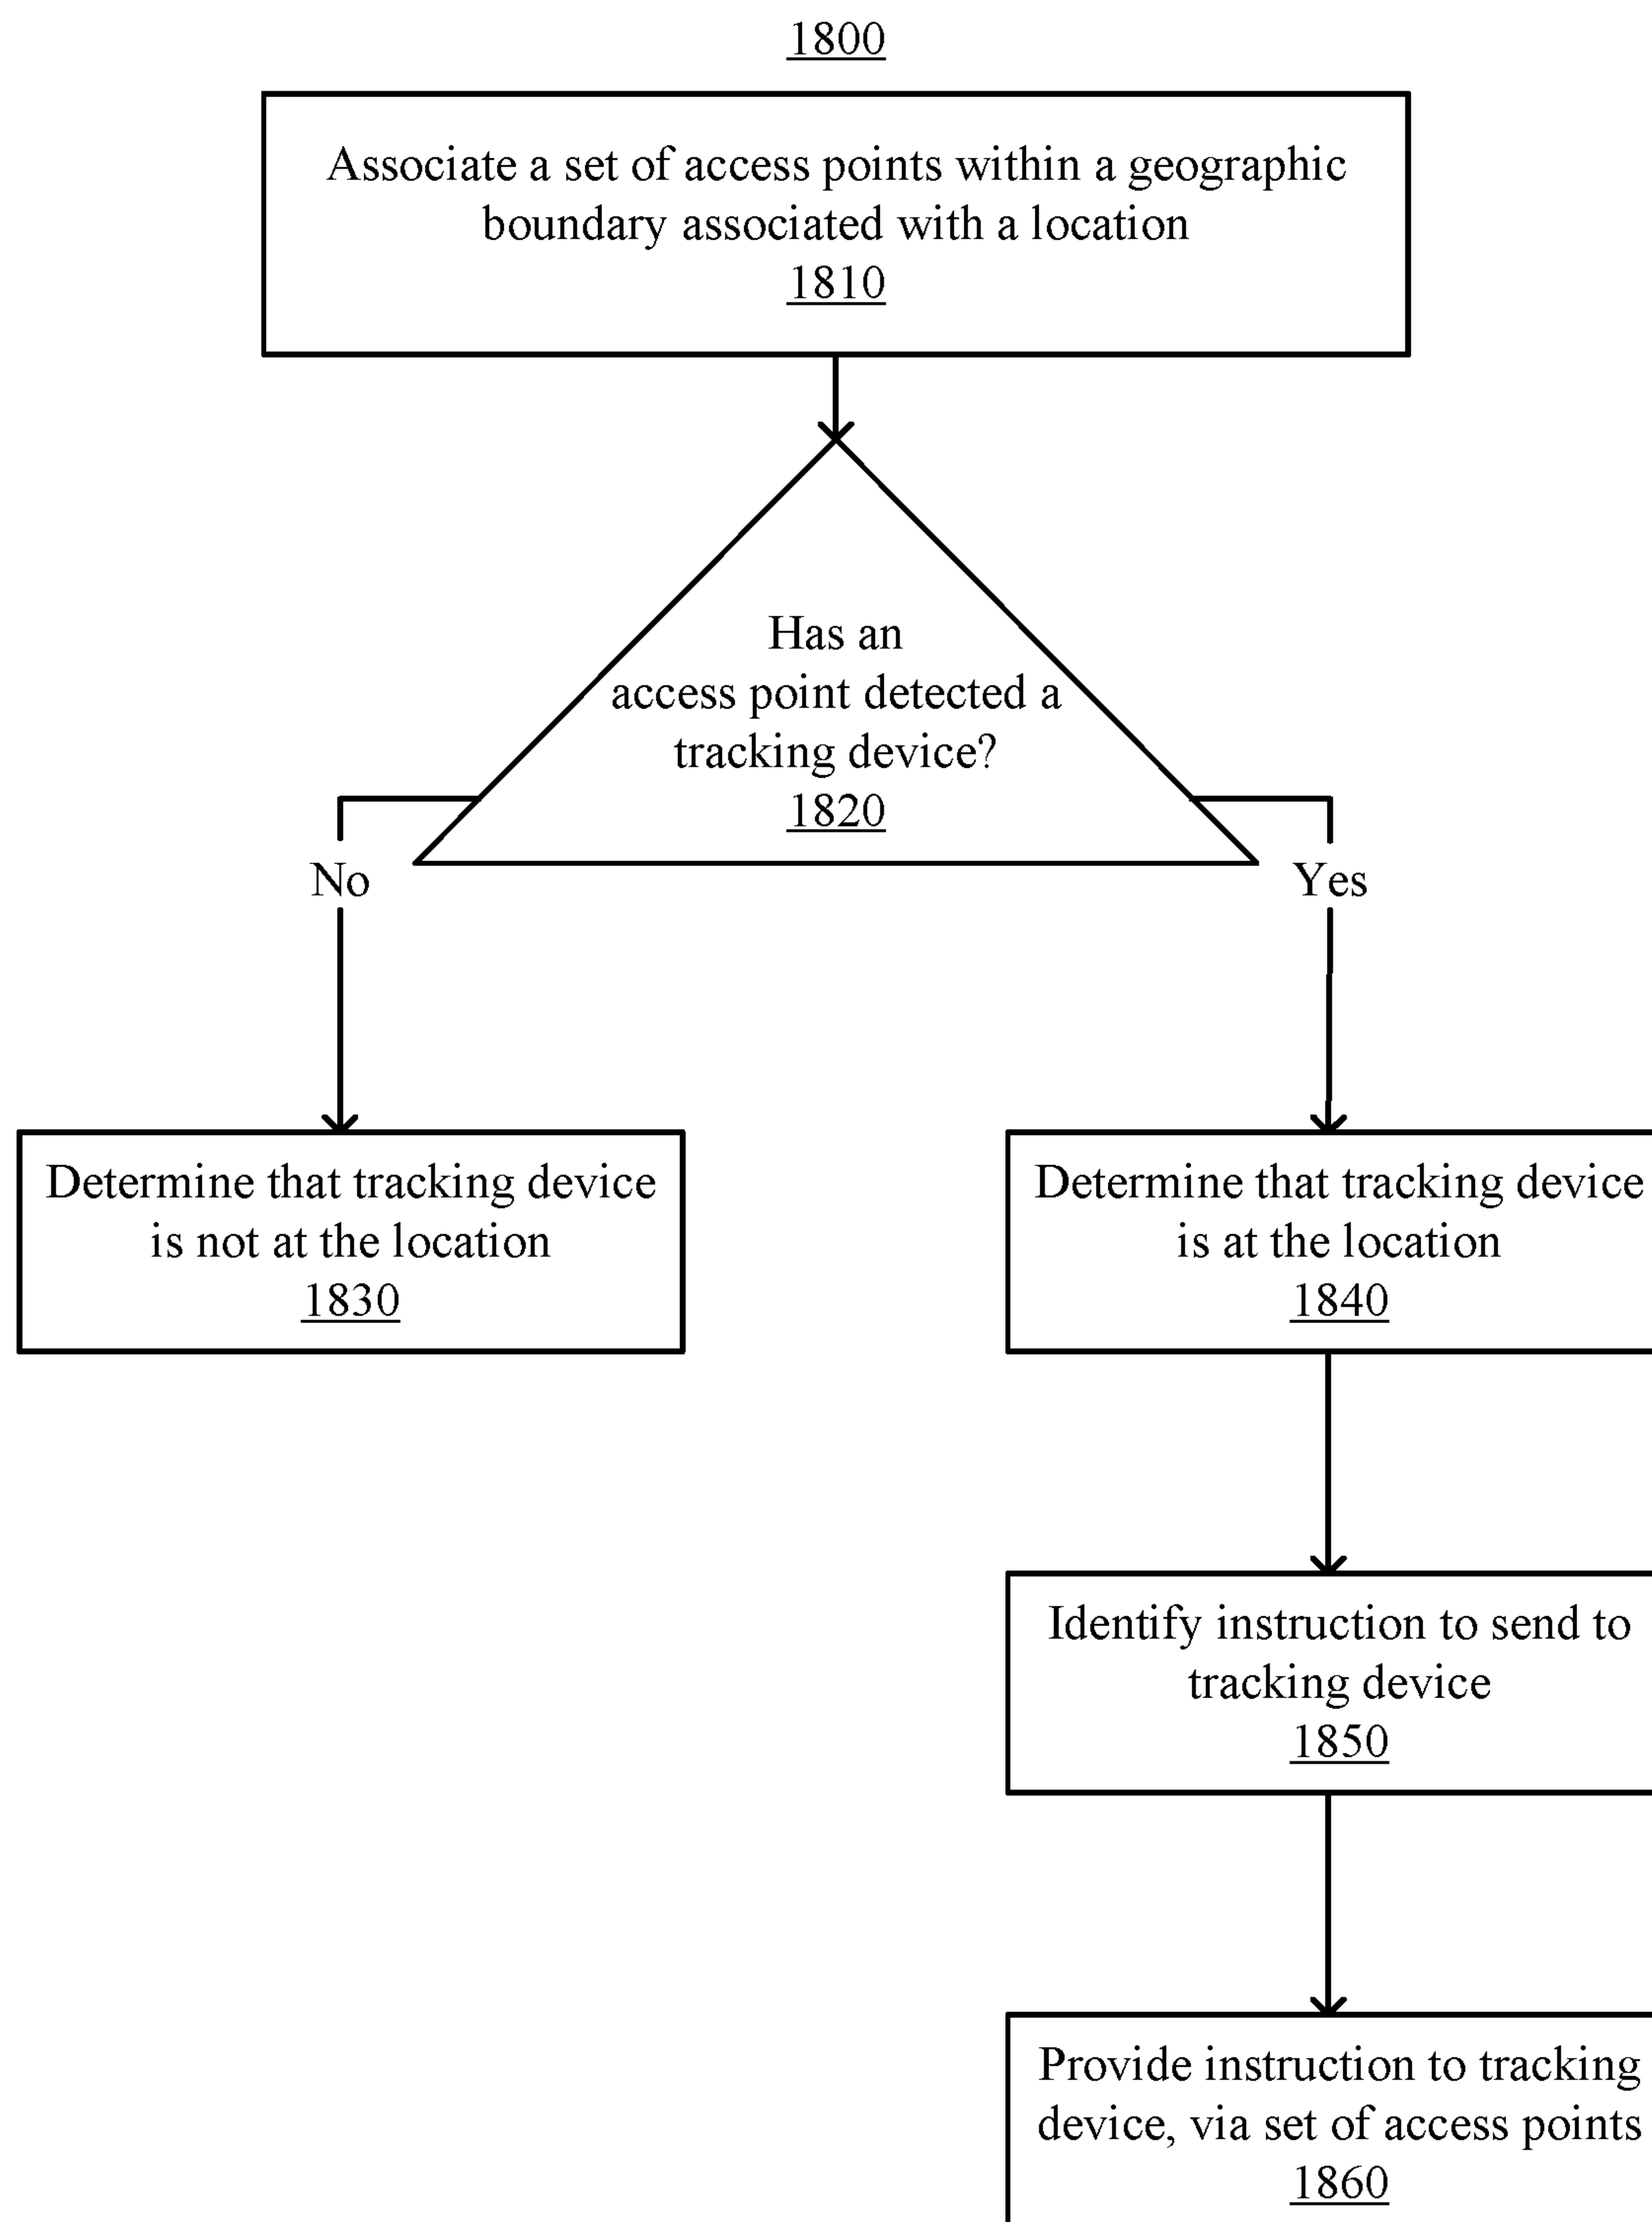 1800
Associate a set of access points within a geographic
boundary associated with a location
1810
Has an
access point detected a
tracking device?
1820
No
Yes
Determine that tracking device
is not at the location
1830
Determine that tracking device
is at the location
1840
Identify instruction to send to
tracking device
1850
Provide instruction to tracking
device, via set of access points
1860